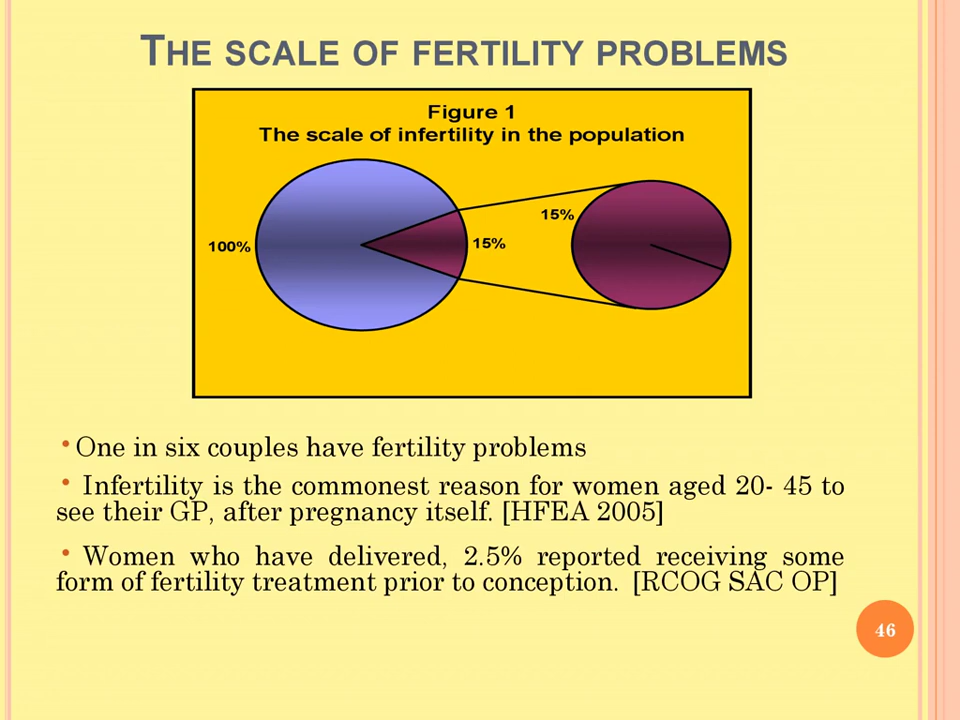 THE SCALE OF FERTILITY PROBLEMS
Figure 1
The scale of infertility in the population
15%
100%
15%
•One in six couples have fertility problems
• Infertility is the commonest reason for women aged 20- 45 to
see their GP, after pregnancy itself. [HFEA 2005]
• Women who have delivered, 2.5% reported receiving some
form of fertility treatment prior to conception. [RCOG SAC OP]
46